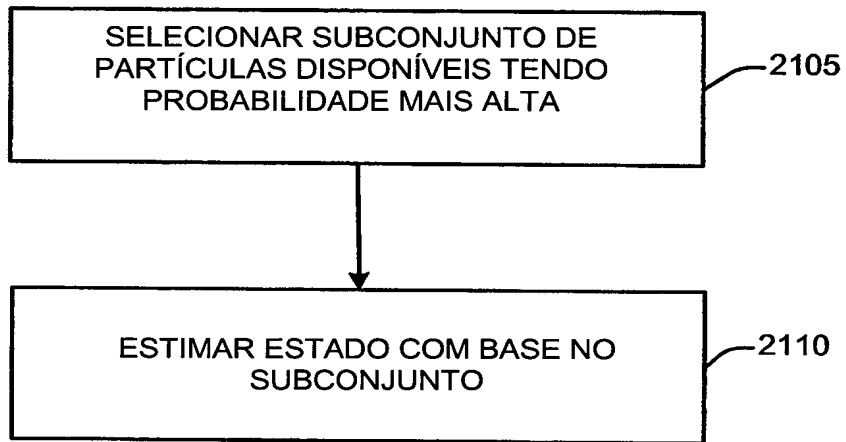 SELECIONAR SUBCONJUNTO DE
PARTÍCULAS DISPONÍVEIS TENDO
PROBABILIDADE MAIS ALTA
2105
ESTIMAR ESTADO COM BASE NO
SUBCONJUNTO
2110